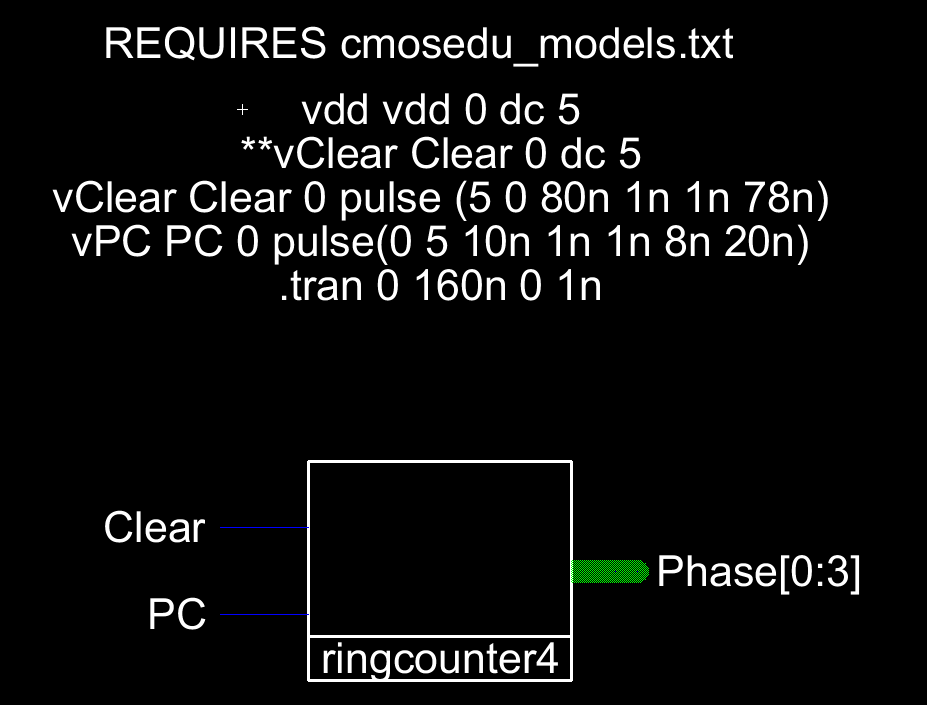 REQUIRES cmosedu_models.txt
vdd vdd 0 dc 5
**vClear Clear 0 dc 5
vClear Clear 0 pulse (5 0 80n 1n 1n 78n)
vPC PC 0 pulse(0 5 10n 1n 1n 8n 20n)
.tran 0 160n 0 1n
Clear
Phase[0:3]
PC
ringcounter4